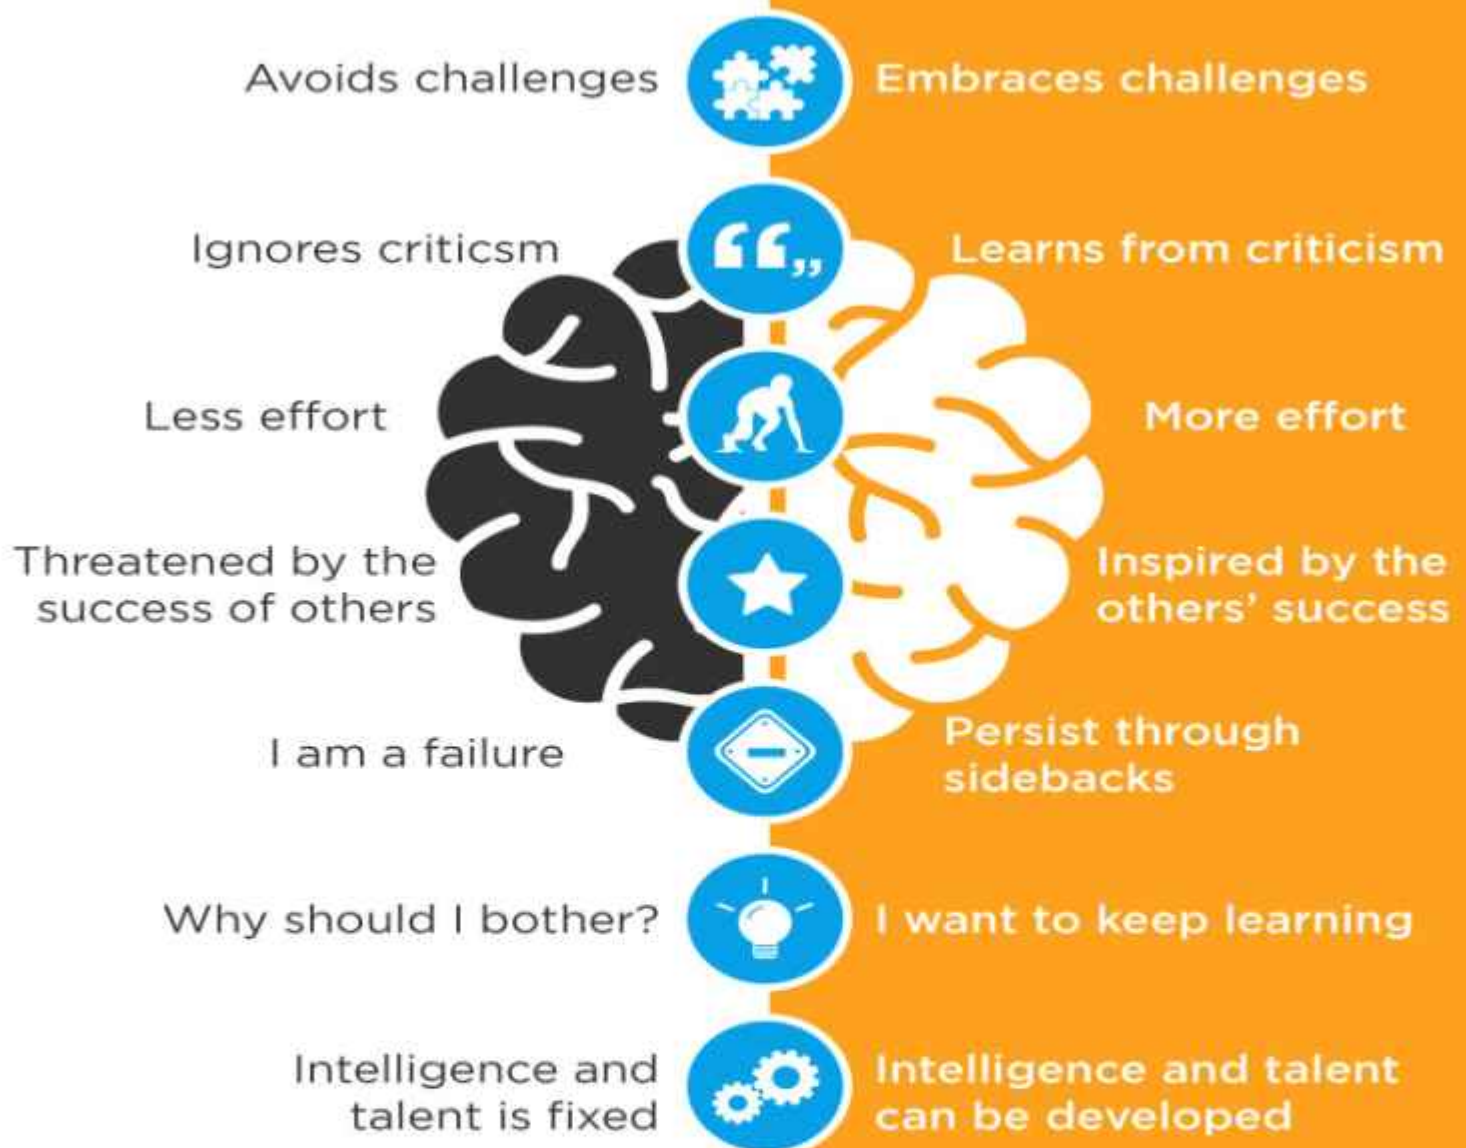 Avoids challenges
Embraces challenges
Ignores criticsm
Learns from criticism
Less effort
More effort
Threatened by the
success of others
Inspired by the
others’ success
I am a failure
Persist through
sidebacks
Why should I bother?
I want to keep learning
Intelligence and
talent is fixed
Intelligence and talent
can be developed